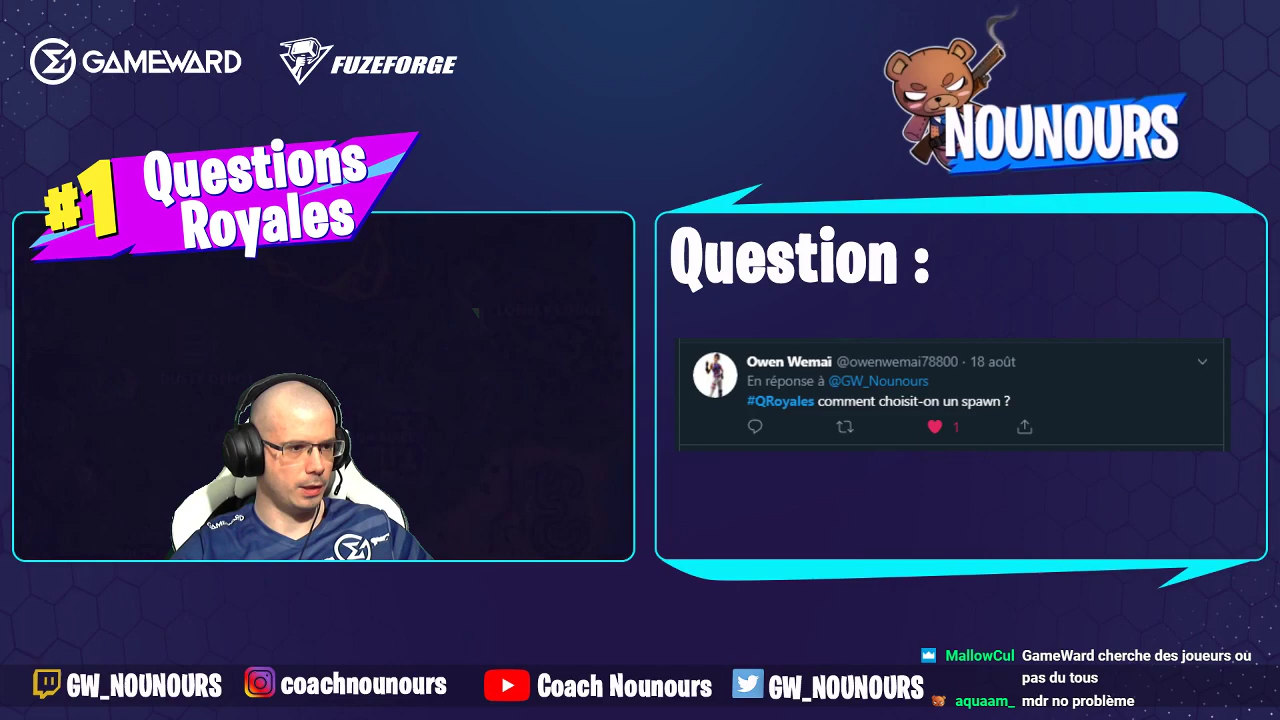 GAMEWARD
FUZEFORGE
NOUNOURS
#1 Questions
Royales
Question :
Owen Wemaï @owenwemai78800 · 18 août
En réponse à @GW_Nounours
#QRoyales comment choisit-on un spawn ?
1
GAMEWARD
MallowCul GameWard cherche des joueurs ou
pas du tous
aquaam_ mdr no problème
GW_NOUNOURS
coachnounours
Coach Nounours
GW_NOUNOURS